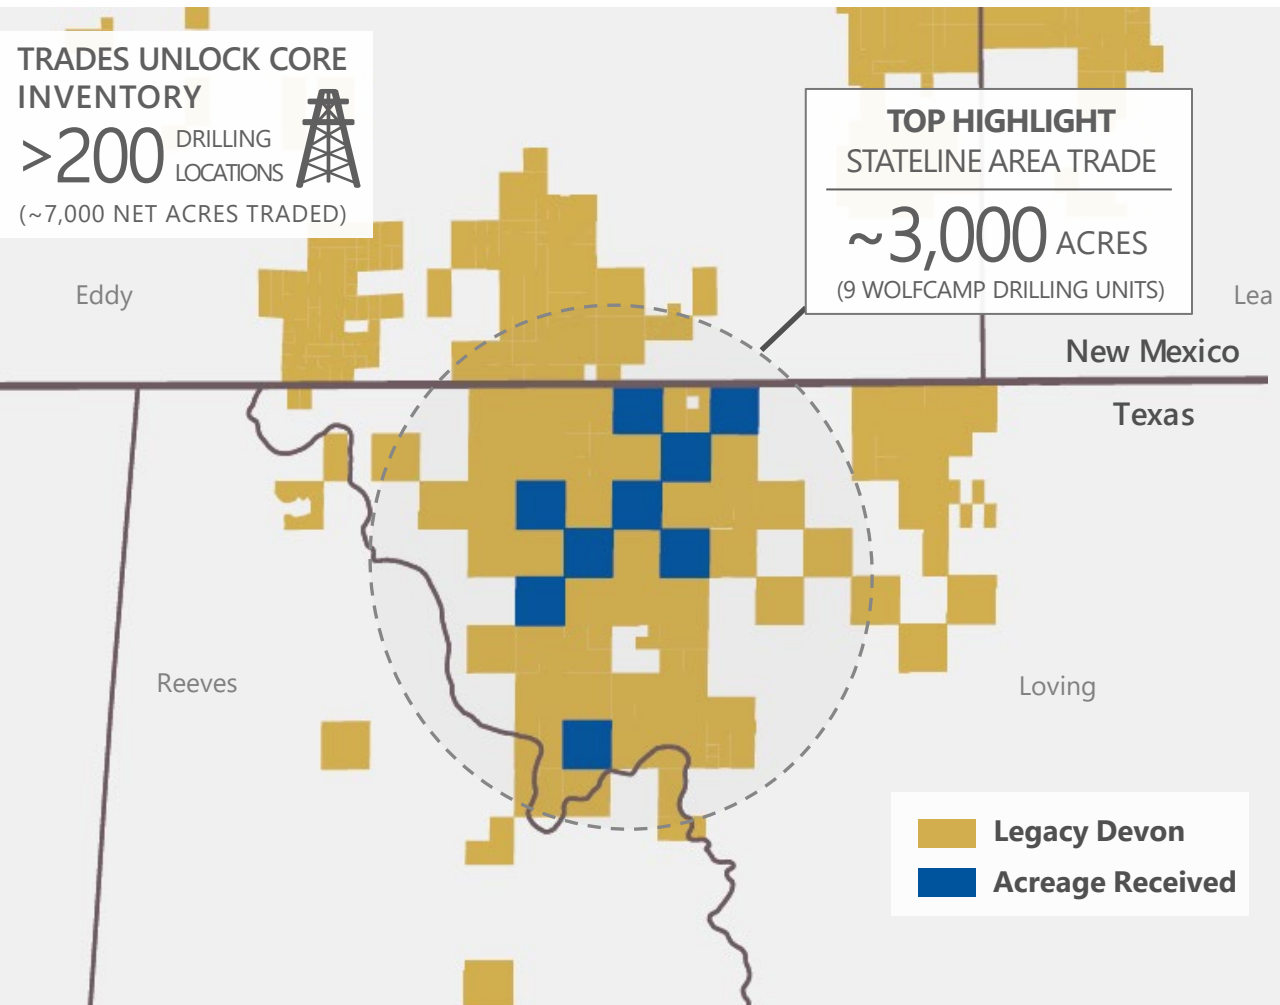 TRADES UNLOCK CORE
INVENTORY
>200 DRILLING
LOCATIONS
(~7,000 NET ACRES TRADED)
TOP HIGHLIGHT
STATELINE AREA TRADE
~3,000 ACRES
(9 WOLFCAMP DRILLING UNITS)
Eddy
Lea
New Mexico
Texas
Reeves
Loving
Legacy Devon
Acreage Received